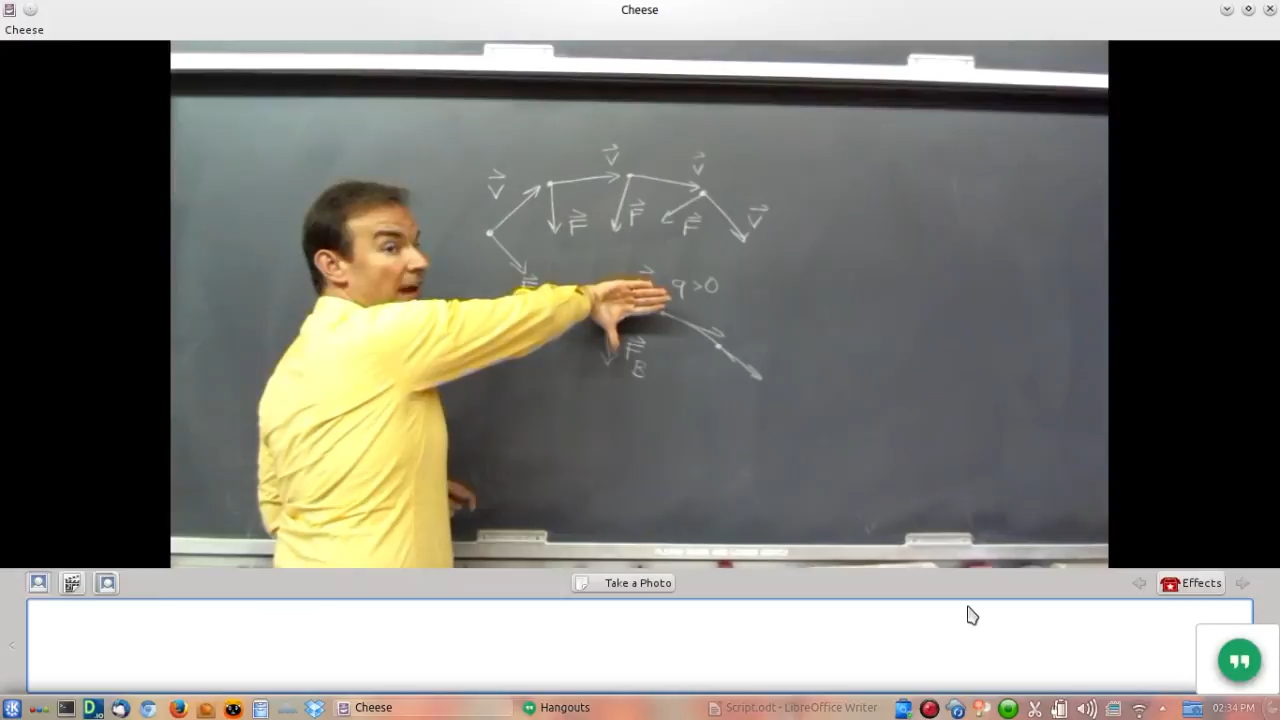 Cheese
Cheese
V⃗ V⃗ V⃗
F⃗ F⃗ F⃗ V⃗
q >0
F⃗
B
Take a Photo
Effects
Cheese
Hangouts
Script.odt - LibreOffice Writer
02:34 PM